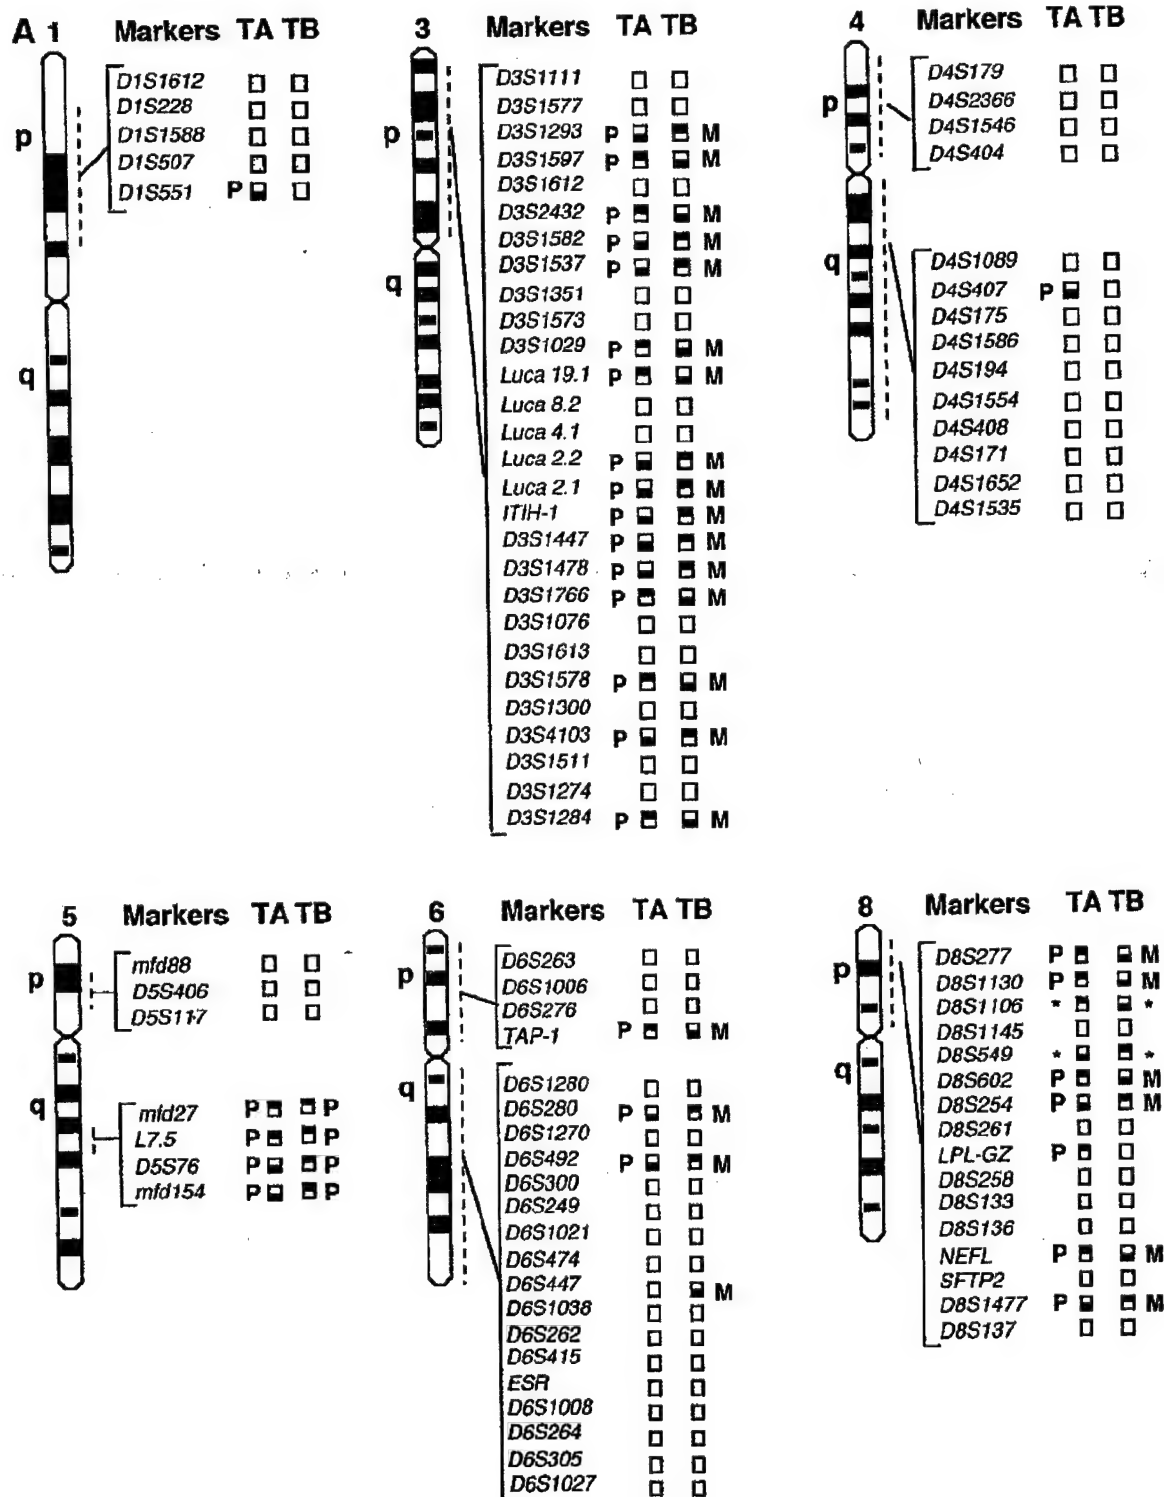 A 1 Markers TA TB
D1S1612
D1S228
p D1S1588
D1S507
D1S551 P
q
3 Markers TA TB
D3S1111
D3S1577
p D3S1293 P M
D3S1597 P M
D3S1612
D3S2432 P M
D3S1582 P M
D3S1537 P M
q D3S1351
D3S1573
D3S1029 P M
Luca 19.1 P M
Luca 8.2
Luca 4.1
Luca 2.2 P M
Luca 2.1 P M
ITIH-1 P M
D3S1447 P M
D3S1478 P M
D3S1766 P M
D3S1076
D3S1613
D3S1578 P M
D3S1300
D3S4103 P M
D3S1511
D3S1274
D3S1284 P M
4 Markers TA TB
D4S179
p D4S2366
D4S1546
D4S404
q D4S1089
D4S407 P
D4S175
D4S1586
D4S194
D4S1554
D4S408
D4S171
D4S1652
D4S1535
5 Markers TA TB
mfd88
p D5S406
D5S117
q mfd27 P P
L7.5 P P
D5S76 P P
mfd154 P P
6 Markers TA TB
D6S263
p D6S1006
D6S276
TAP-1 P M
q D6S1280
D6S280 P M
D6S1270
D6S492 P M
D6S300
D6S249
D6S1021
D6S474
D6S447 M
D6S1038
D6S262
D6S415
ESR
D6S1008
D6S264
D6S305
D6S1027
8 Markers TA TB
D8S277 P M
p D8S1130 P M
D8S1106 * *
D8S1145
D8S549 * *
q D8S602 P M
D8S254 P M
D8S261
LPL-GZ P
D8S258
D8S133
D8S136
NEFL P M
SFTP2
D8S1477 P M
D8S137